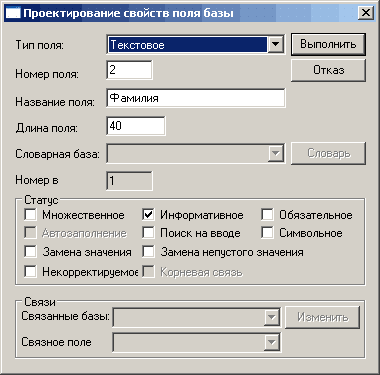 Проектирование свойств поля базы
Тип поля: Текстовое Выполнить
Номер поля: 2 Отказ
Название поля: Фамилия
Длина поля: 40
Словарная база: Словарь
Номер в 1
Статус
Множественное Информативное Обязательное
Автозаполнение Поиск на вводе Символьное
Замена значения Замена непустого значения
Некорректируемое Корневая связь
Связи
Связанные базы: Изменить
Связное поле